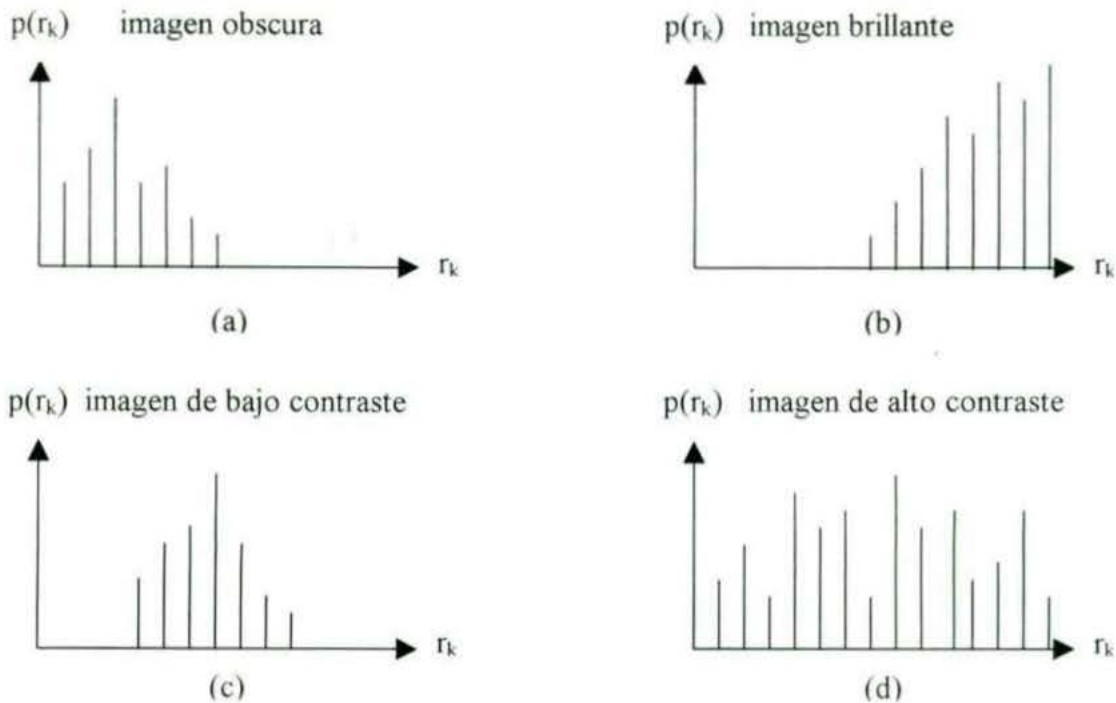 p(rₖ) imagen obscura
p(rₖ) imagen brillante
rₖ
rₖ
(a)
(b)
p(rₖ) imagen de bajo contraste
p(rₖ) imagen de alto contraste
rₖ
rₖ
(c)
(d)